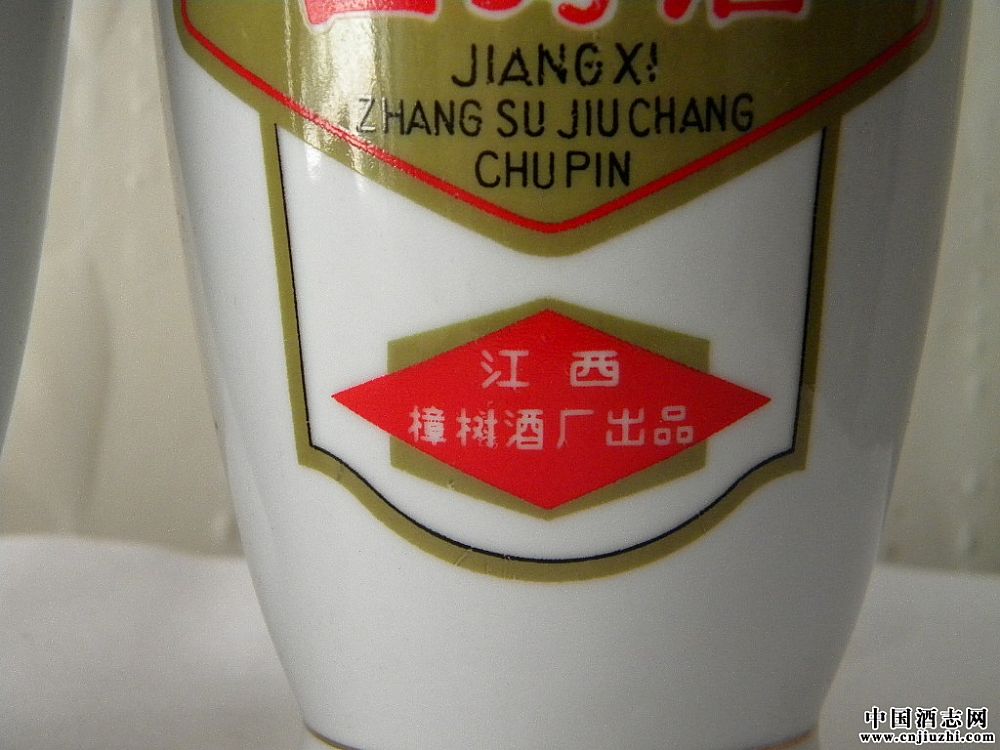 JIANGXI
ZHANG SU JIU CHANG
CHUPIN
江西
樟树酒厂出品
中国酒志网
www.cnjiuzhi.com